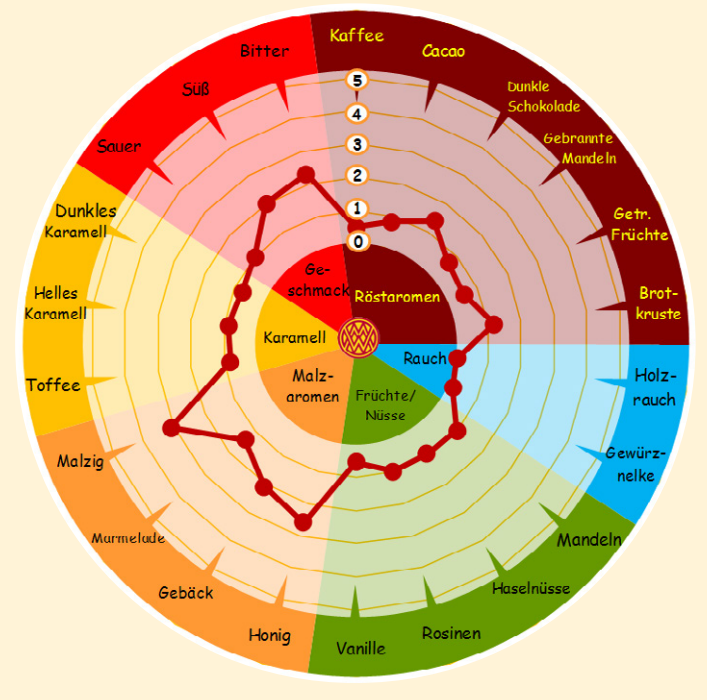 Kaffee
Cacao
Dunkle
Schokolade
Gebrannte
Mandeln
Getr.
Früchte
Brot-
kruste
Holz-
rauch
Gewürz-
nelke
Mandeln
Haselnüsse
Rosinen
Vanille
Honig
Gebäck
Marmelade
Malzig
Toffee
Helles
Karamell
Dunkles
Karamell
Sauer
Süß
Bitter
5
4
3
2
1
0
Ge-
schmack
Röstaromen
Karamell
Rauch
Malz-
aromen
Früchte/
Nüsse